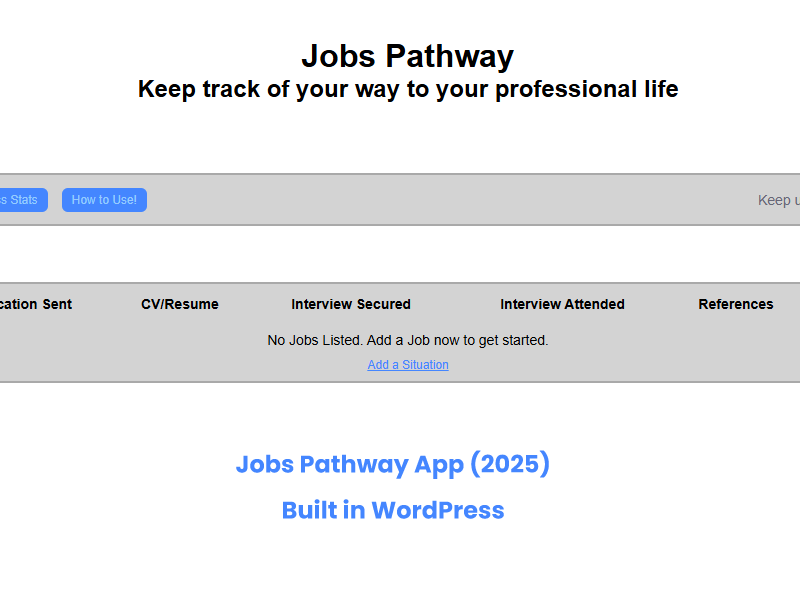 Jobs Pathway
Keep track of your way to your professional life
Stats How to Use! Keep
Sent CV/Resume Interview Secured Interview Attended References
No Jobs Listed. Add a Job now to get started.
Add a Situation
Jobs Pathway App (2025)
Built in WordPress